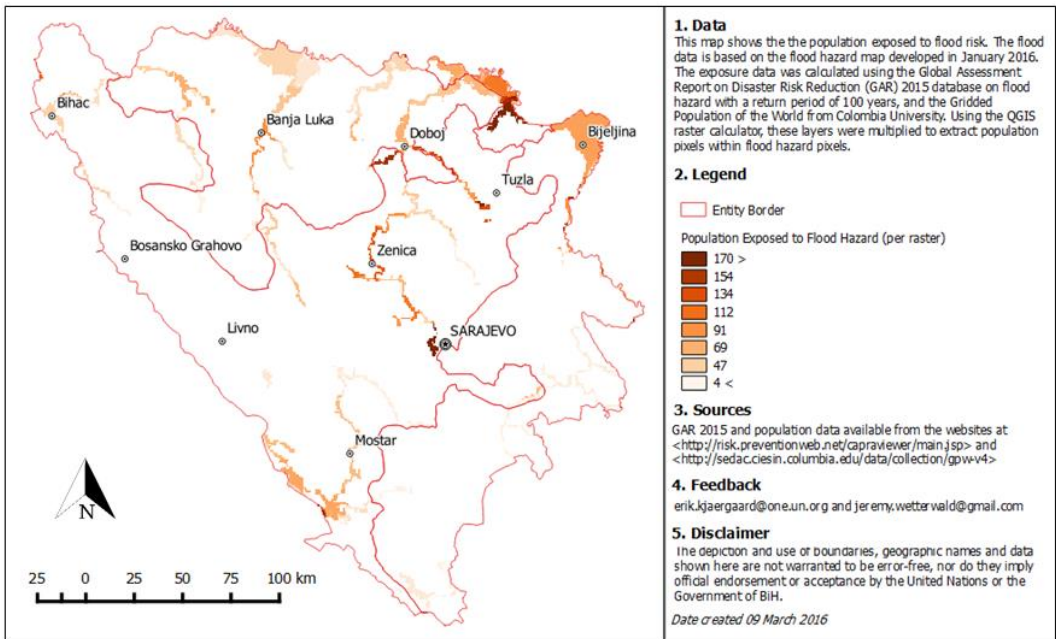 Bihac
Banja Luka
Doboj
Bijeljina
Tuzla
Bosansko Grahovo
Zenica
Livno
SARAJEVO
Mostar
N
25 0 25 50 75 100 km
1. Data
This map shows the the population exposed to flood risk. The flood
data is based on the flood hazard map developed in January 2016.
The exposure data was calculated using the Global Assessment
Report on Disaster Risk Reduction (GAR) 2015 database on flood
hazard with a return period of 100 years, and the Gridded
Population of the World from Colombia University. Using the QGIS
raster calculator, these layers were multiplied to extract population
pixels within flood hazard pixels.
2. Legend
Entity Border
Population Exposed to Flood Hazard (per raster)
170 >
154
134
112
91
69
47
4 <
3. Sources
GAR 2015 and population data available from the websites at
<http://risk.preventionweb.net/capraviewer/main.jsp> and
<http://sedac.ciesin.columbia.edu/data/collection/gpw-v4>
4. Feedback
erik.kjaergaard@one.un.org and jeremy.wetterwald@gmail.com
5. Disclaimer
The depiction and use of boundaries, geographic names and data
shown here are not warranted to be error-free, nor do they imply
official endorsement or acceptance by the United Nations or the
Government of BiH.
Date created 09 March 2016